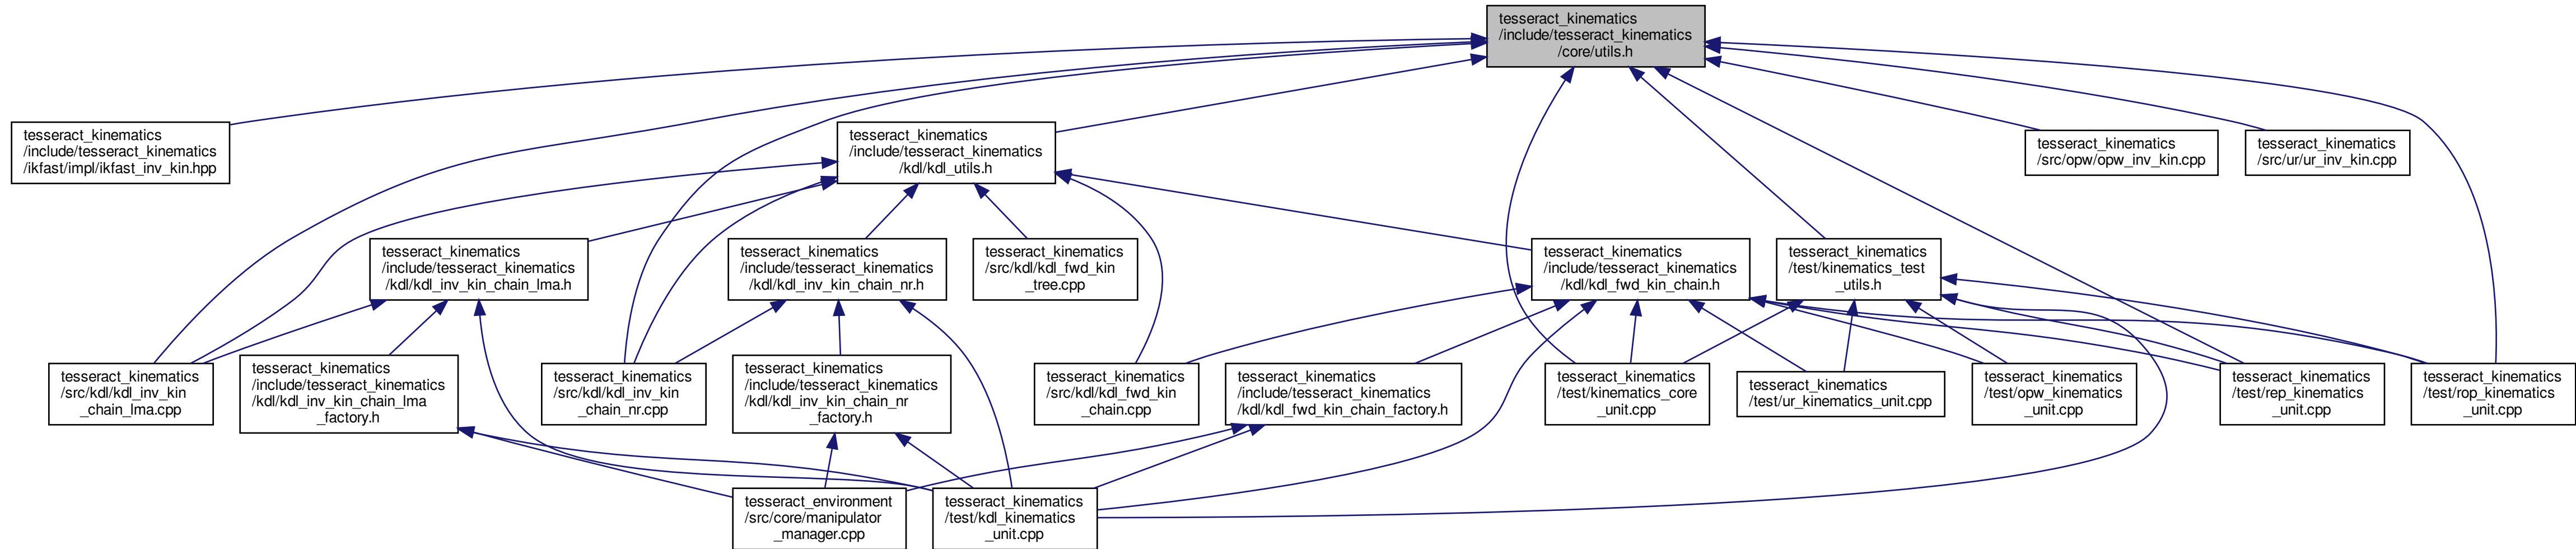 tesseract_kinematics
/include/tesseract_kinematics
/core/utils.h
tesseract_kinematics
/include/tesseract_kinematics
/ikfast/impl/ikfast_inv_kin.hpp
tesseract_kinematics
/include/tesseract_kinematics
/kdl/kdl_utils.h
tesseract_kinematics
/src/opw/opw_inv_kin.cpp
tesseract_kinematics
/src/ur/ur_inv_kin.cpp
tesseract_kinematics
/include/tesseract_kinematics
/kdl/kdl_inv_kin_chain_lma.h
tesseract_kinematics
/include/tesseract_kinematics
/kdl/kdl_inv_kin_chain_nr.h
tesseract_kinematics
/src/kdl/kdl_fwd_kin
_tree.cpp
tesseract_kinematics
/include/tesseract_kinematics
/kdl/kdl_fwd_kin_chain.h
tesseract_kinematics
/test/kinematics_test
_utils.h
tesseract_kinematics
/src/kdl/kdl_inv_kin
_chain_lma.cpp
tesseract_kinematics
/include/tesseract_kinematics
/kdl/kdl_inv_kin_chain_lma
_factory.h
tesseract_kinematics
/src/kdl/kdl_inv_kin
_chain_nr.cpp
tesseract_kinematics
/include/tesseract_kinematics
/kdl/kdl_inv_kin_chain_nr
_factory.h
tesseract_kinematics
/src/kdl/kdl_fwd_kin
_chain.cpp
tesseract_kinematics
/include/tesseract_kinematics
/kdl/kdl_fwd_kin_chain_factory.h
tesseract_kinematics
/test/kinematics_core
_unit.cpp
tesseract_kinematics
/test/ur_kinematics_unit.cpp
tesseract_kinematics
/test/opw_kinematics
_unit.cpp
tesseract_kinematics
/test/rep_kinematics
_unit.cpp
tesseract_kinematics
/test/rop_kinematics
_unit.cpp
tesseract_environment
/src/core/manipulator
_manager.cpp
tesseract_kinematics
/test/kdl_kinematics
_unit.cpp